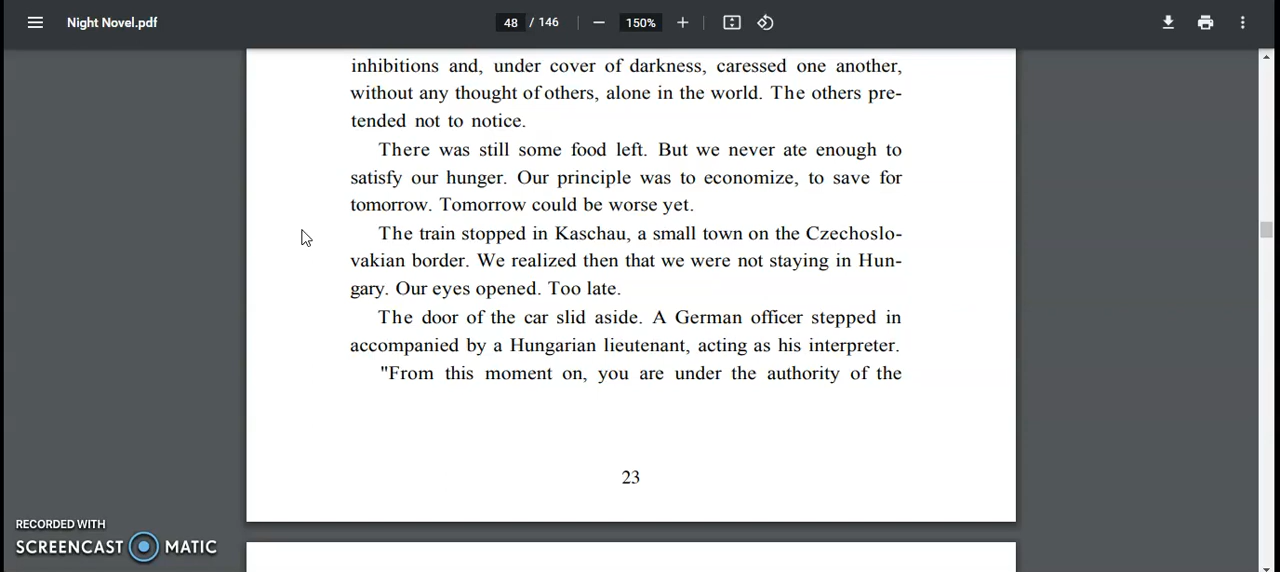 Night Novel.pdf
48 / 146
150%
inhibitions and, under cover of darkness, caressed one another,
without any thought of others, alone in the world. The others pre-
tended not to notice.
There was still some food left. But we never ate enough to
satisfy our hunger. Our principle was to economize, to save for
tomorrow. Tomorrow could be worse yet.
The train stopped in Kaschau, a small town on the Czechoslo-
vakian border. We realized then that we were not staying in Hun-
gary. Our eyes opened. Too late.
The door of the car slid aside. A German officer stepped in
accompanied by a Hungarian lieutenant, acting as his interpreter.
"From this moment on, you are under the authority of the
23
RECORDED WITH
SCREENCAST MATIC